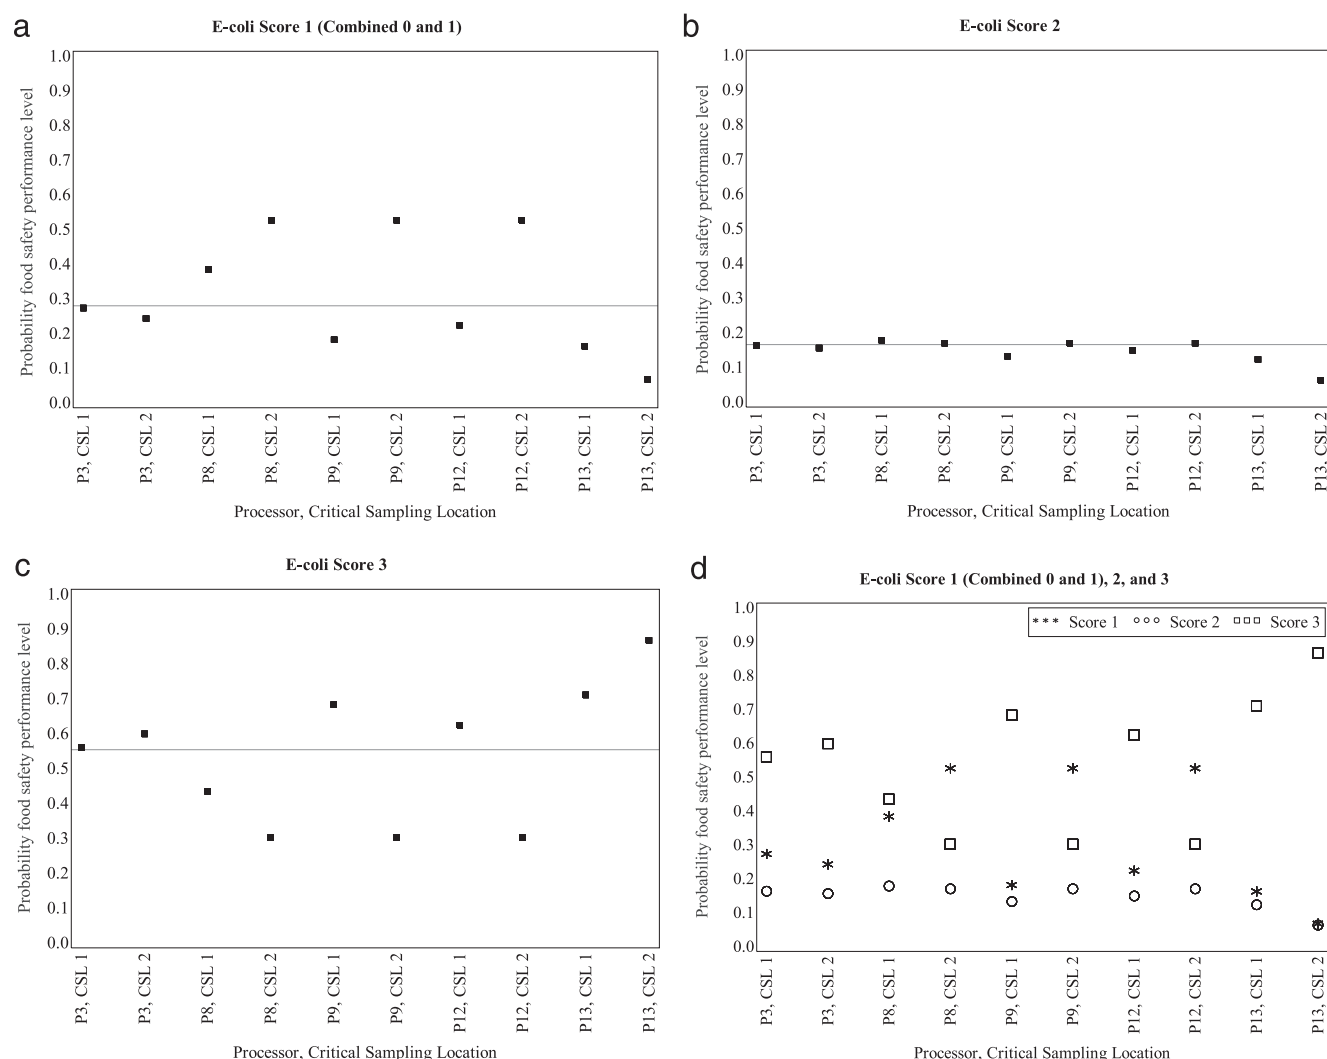 a
E-coli Score 1 (Combined 0 and 1)
Probability food safety performance level
1.0
0.9
0.8
0.7
0.6
0.5
0.4
0.3
0.2
0.1
0.0
P3, CSL 1
P3, CSL 2
P8, CSL 1
P8, CSL 2
P9, CSL 1
P9, CSL 2
P12, CSL 1
P12, CSL 2
P13, CSL 1
P13, CSL 2
Processor, Critical Sampling Location
b
E-coli Score 2
Probability food safety performance level
1.0
0.9
0.8
0.7
0.6
0.5
0.4
0.3
0.2
0.1
0.0
P3, CSL 1
P3, CSL 2
P8, CSL 1
P8, CSL 2
P9, CSL 1
P9, CSL 2
P12, CSL 1
P12, CSL 2
P13, CSL 1
P13, CSL 2
Processor, Critical Sampling Location
c
E-coli Score 3
Probability food safety performance level
1.0
0.9
0.8
0.7
0.6
0.5
0.4
0.3
0.2
0.1
0.0
P3, CSL 1
P3, CSL 2
P8, CSL 1
P8, CSL 2
P9, CSL 1
P9, CSL 2
P12, CSL 1
P12, CSL 2
P13, CSL 1
P13, CSL 2
Processor, Critical Sampling Location
d
E-coli Score 1 (Combined 0 and 1), 2, and 3
Score 1 Score 2 Score 3
Probability food safety performance level
1.0
0.9
0.8
0.7
0.6
0.5
0.4
0.3
0.2
0.1
0.0
P3, CSL 1
P3, CSL 2
P8, CSL 1
P8, CSL 2
P9, CSL 1
P9, CSL 2
P12, CSL 1
P12, CSL 2
P13, CSL 1
P13, CSL 2
Processor, Critical Sampling Location